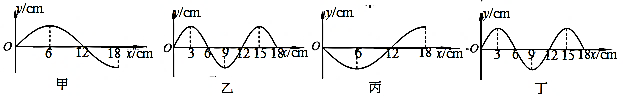 y/cm y/cm y/cm y/cm
O 6 12 18 x/cm O 3 6 9 12 15 18 x/cm O 6 12 18 x/cm O 3 6 9 12 15 18 x/cm
甲 乙 丙 丁